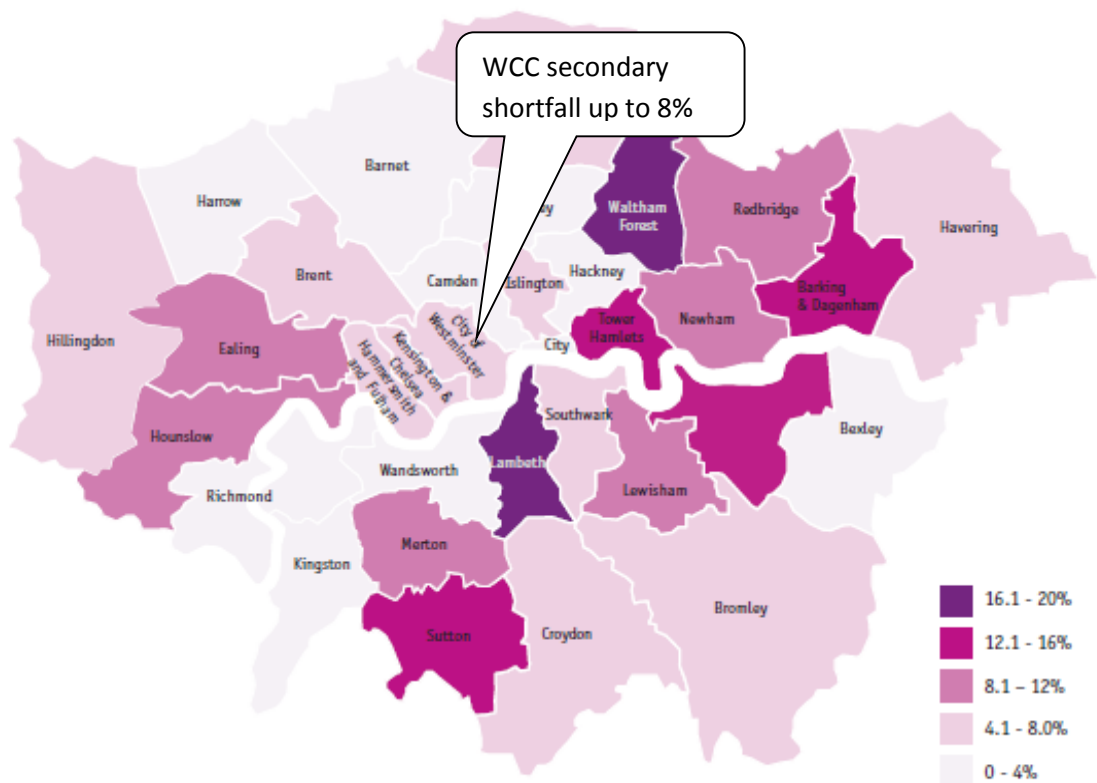 WCC secondary
shortfall up to 8%
Barnet
Harrow
ey
Waltham
Forest
Redbridge
Havering
Brent
Camden
Islington
Hackney
Barking
& Dagenham
Hillingdon
Ealing
City of
Westminster
Kensington &
Chelsea
Hammersmith
and Fulham
City
Tower
Hamlets
Newham
Hounslow
Southwark
Bexley
Richmond
Wandsworth
Lambeth
Lewisham
Merton
Kingston
Sutton
Croydon
Bromley
16.1 - 20%
12.1 - 16%
8.1 – 12%
4.1 - 8.0%
0 - 4%